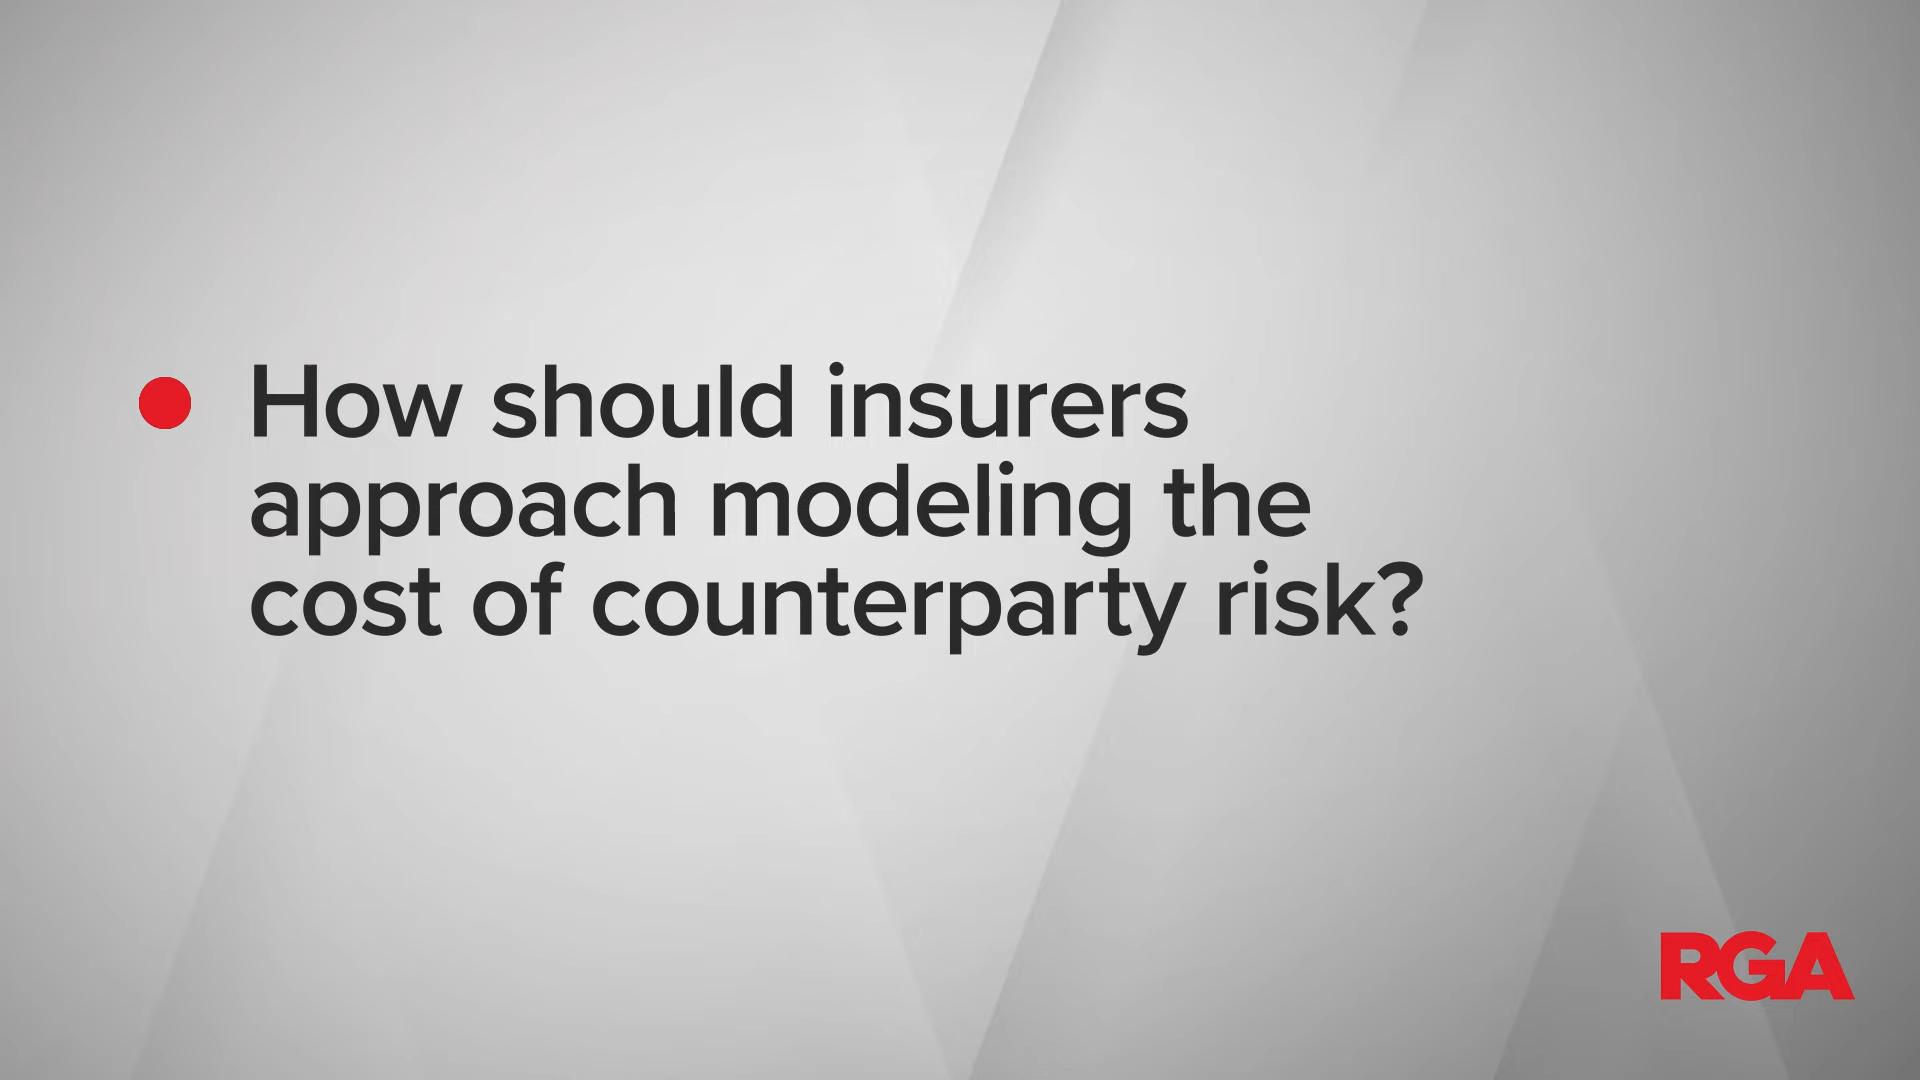 How should insurers
approach modeling the
cost of counterparty risk?
RGA